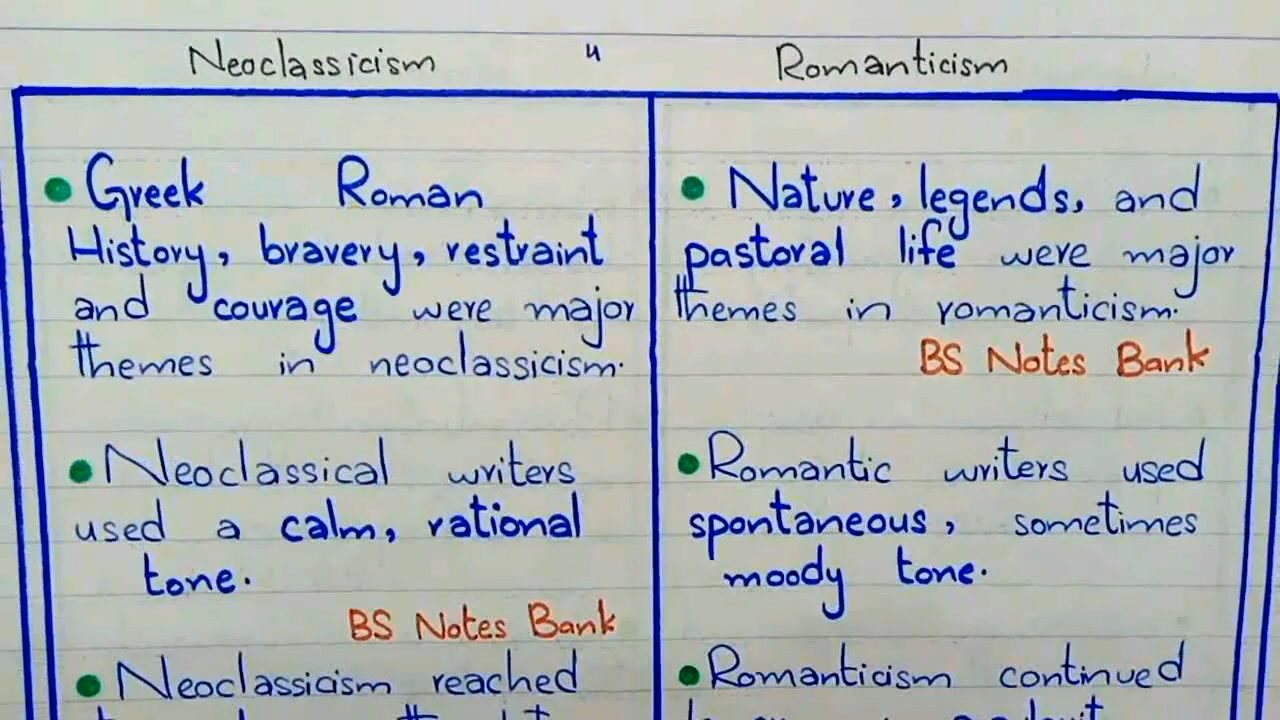 Neoclassicism 4 Romanticism
• Greek Roman
History, bravery, restraint
and courage were major
themes in neoclassicism.
• Neoclassical writers
used a calm, rational
tone.
BS Notes Bank
• Neoclassicism reached
• Nature, legends, and
pastoral life were major
themes in romanticism.
BS Notes Bank
• Romantic writers used
spontaneous, sometimes
moody tone.
• Romanticism continued